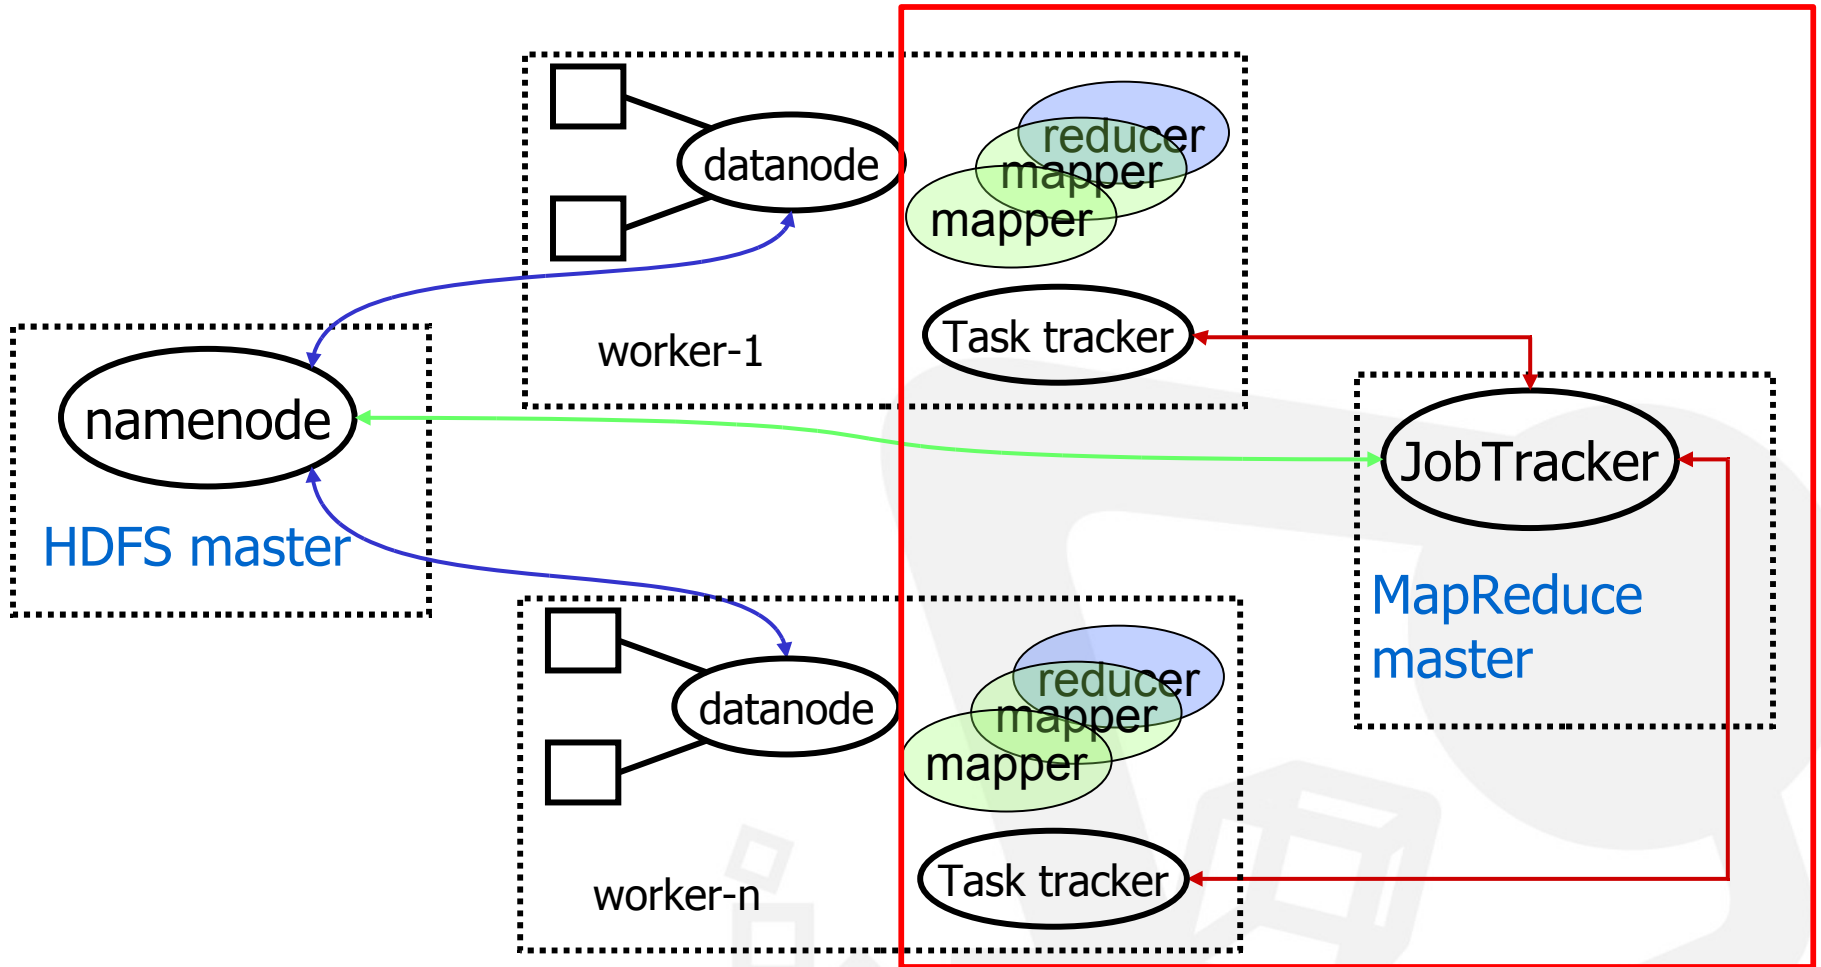 reducer
mapper
mapper
datanode
Task tracker
worker-1
namenode
HDFS master
JobTracker
MapReduce
master
reducer
mapper
mapper
datanode
Task tracker
worker-n